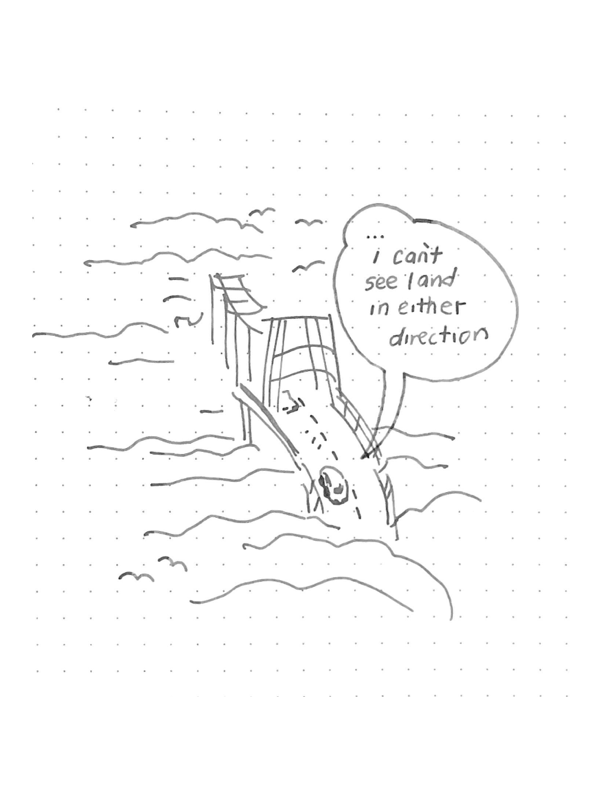 ...
i can't
see land
in either
direction